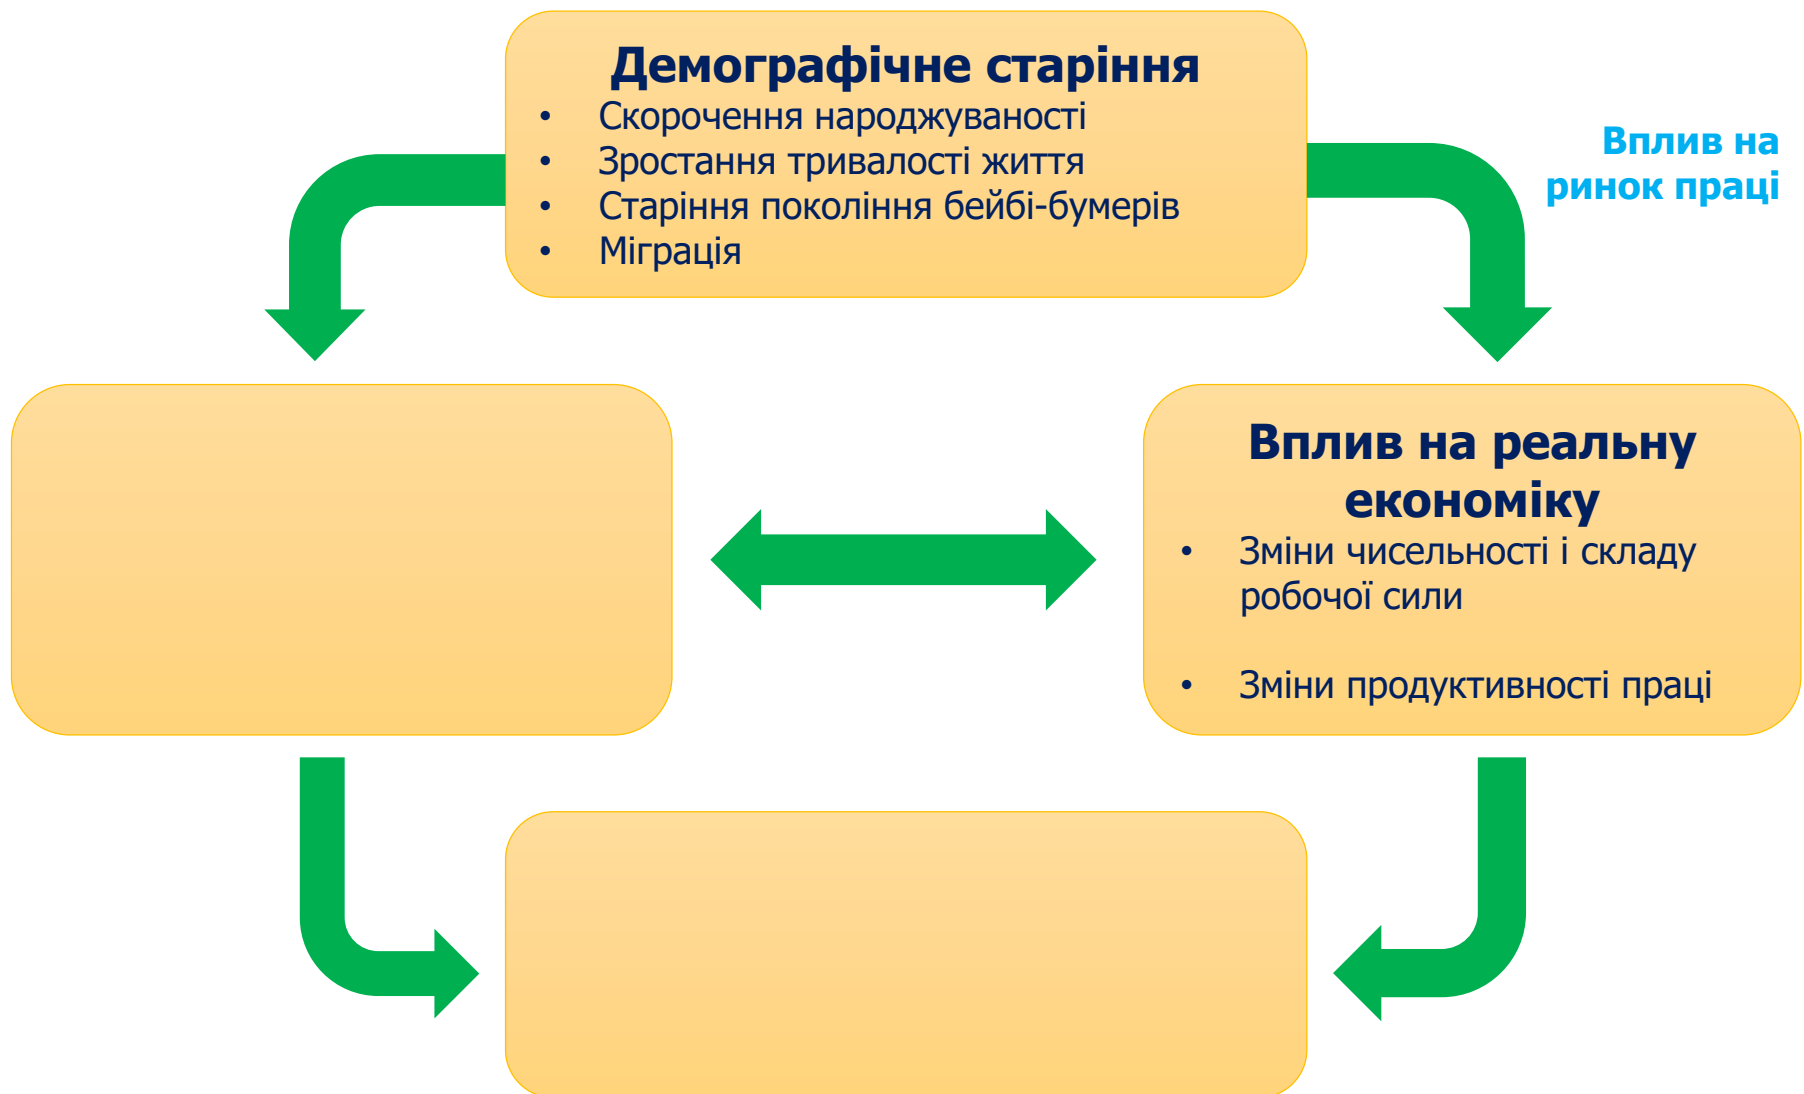 Демографічне старіння
• Скорочення народжуваності
• Зростання тривалості життя
• Старіння покоління бейбі-бумерів
• Міграція
Вплив на
ринок праці
Вплив на реальну
економіку
• Зміни чисельності і складу
робочої сили
• Зміни продуктивності праці